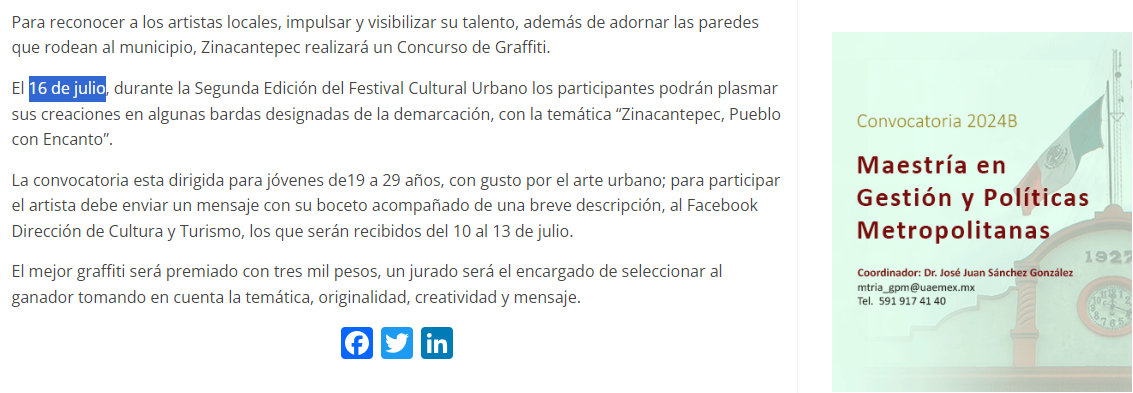 Para reconocer a los artistas locales, impulsar y visibilizar su talento, además de adornar las paredes
que rodean al municipio, Zinacantepec realizará un Concurso de Graffiti.
El 16 de julio, durante la Segunda Edición del Festival Cultural Urbano los participantes podrán plasmar
sus creaciones en algunas bardas designadas de la demarcación, con la temática “Zinacantepec, Pueblo
con Encanto”.
La convocatoria esta dirigida para jóvenes de19 a 29 años, con gusto por el arte urbano; para participar
el artista debe enviar un mensaje con su boceto acompañado de una breve descripción, al Facebook
Dirección de Cultura y Turismo, los que serán recibidos del 10 al 13 de julio.
El mejor graffiti será premiado con tres mil pesos, un jurado será el encargado de seleccionar al
ganador tomando en cuenta la temática, originalidad, creatividad y mensaje.
Convocatoria 2024B
Maestría en
Gestión y Políticas
Metropolitanas
1927
Coordinador: Dr. José Juan Sánchez González
mtria_gpm@uaemex.mx
Tel. 591 917 41 40